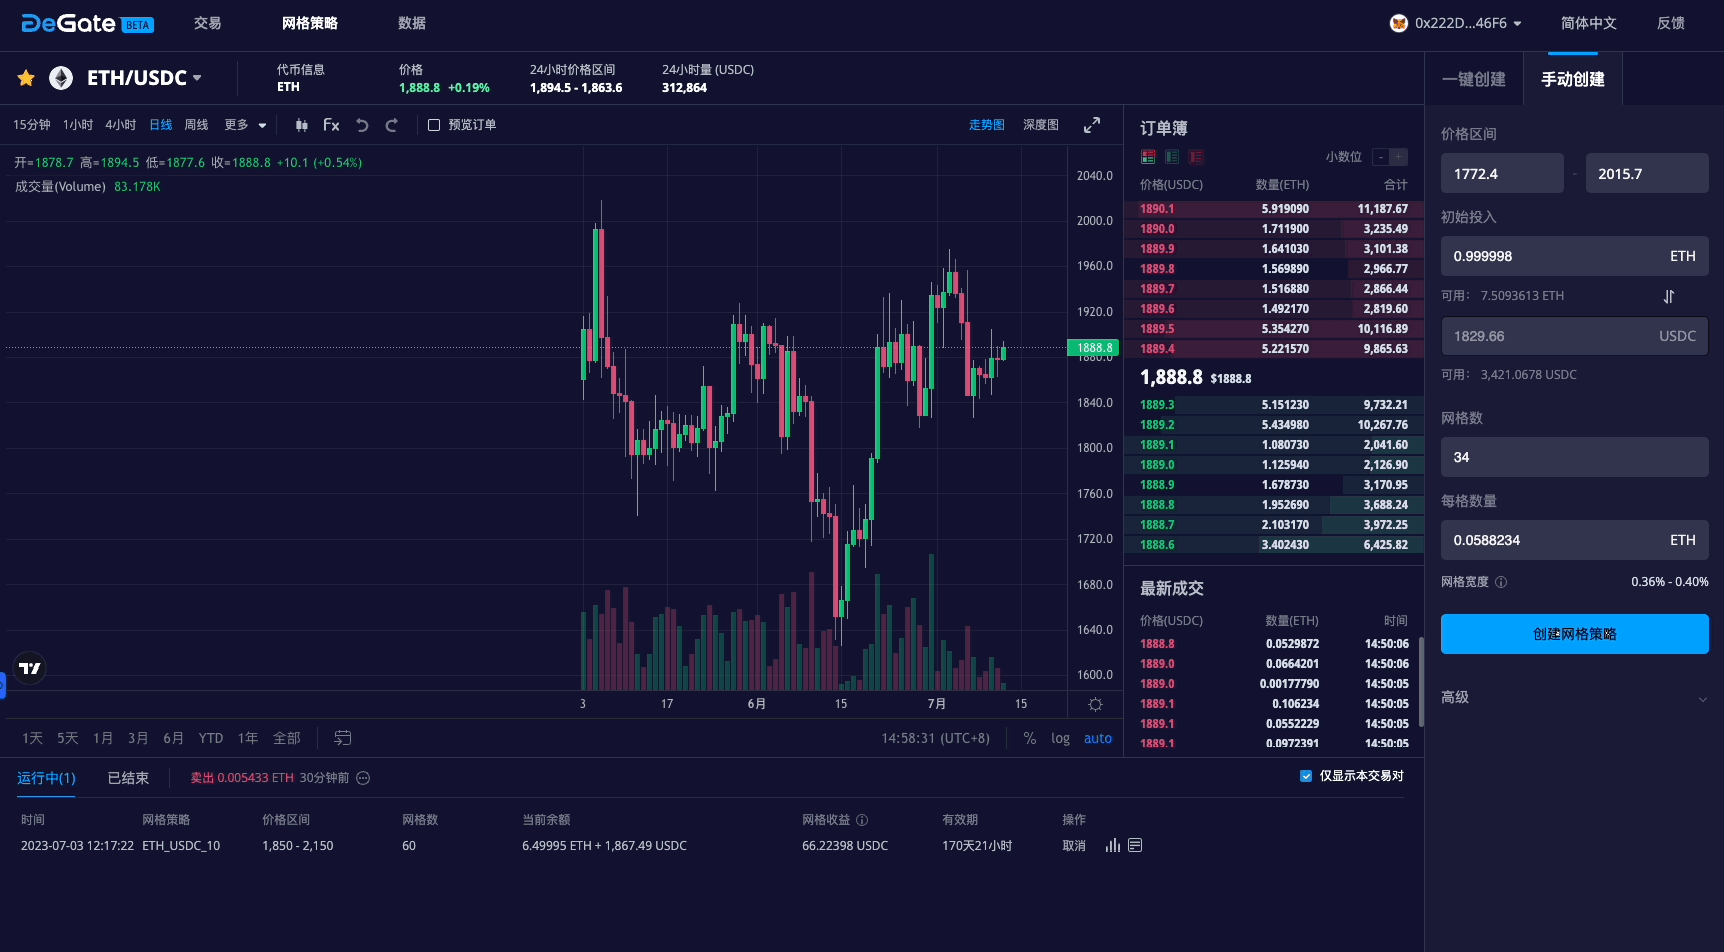 DeGate BETA 交易 网格策略 数据 0x222D...46F6 简体中文 反馈
ETH/USDC
代币信息 价格 24小时价格区间 24小时量 (USDC)
ETH 1,888.8 +0.19% 1,894.5 - 1,863.6 312,864
15分钟 1小时 4小时 日线 周线 更多 Fx 预览订单 走势图 深度图
开=1878.7 高=1894.5 低=1877.6 收=1888.8 +10.1 (+0.54%)
成交量(Volume) 83.178K
2040.0
2000.0
1960.0
1920.0
1888.8
1880.0
1840.0
1800.0
1760.0
1720.0
1680.0
1640.0
1600.0
3 17 6月 15 7月 15
1天 5天 1月 3月 6月 YTD 1年 全部 14:58:31 (UTC+8) % log auto
订单簿
小数位 - +
价格(USDC) 数量(ETH) 合计
1890.1 5.919090 11,187.67
1890.0 1.711900 3,235.49
1889.9 1.641030 3,101.38
1889.8 1.569890 2,966.77
1889.7 1.516880 2,866.44
1889.6 1.492170 2,819.60
1889.5 5.354270 10,116.89
1889.4 5.221570 9,865.63
1,888.8 $1888.8
1889.3 5.151230 9,732.21
1889.2 5.434980 10,267.76
1889.1 1.080730 2,041.60
1889.0 1.125940 2,126.90
1888.9 1.678730 3,170.95
1888.8 1.952690 3,688.24
1888.7 2.103170 3,972.25
1888.6 3.402430 6,425.82
最新成交
价格(USDC) 数量(ETH) 时间
1888.8 0.0529872 14:50:06
1889.0 0.0664201 14:50:06
1889.0 0.00177790 14:50:05
1889.1 0.106234 14:50:05
1889.1 0.0552229 14:50:05
1889.1 0.0972391 14:50:05
一键创建 手动创建
价格区间
1772.4 - 2015.7
初始投入
0.999998 ETH
可用： 7.5093613 ETH
1829.66 USDC
可用： 3,421.0678 USDC
网格数
34
每格数量
0.0588234 ETH
网格宽度 0.36% - 0.40%
创建网格策略
高级
运行中(1) 已结束 卖出 0.005433 ETH 30分钟前 仅显示本交易对
时间 网格策略 价格区间 网格数 当前余额 网格收益 有效期 操作
2023-07-03 12:17:22 ETH_USDC_10 1,850 - 2,150 60 6.49995 ETH + 1,867.49 USDC 66.22398 USDC 170天21小时 取消